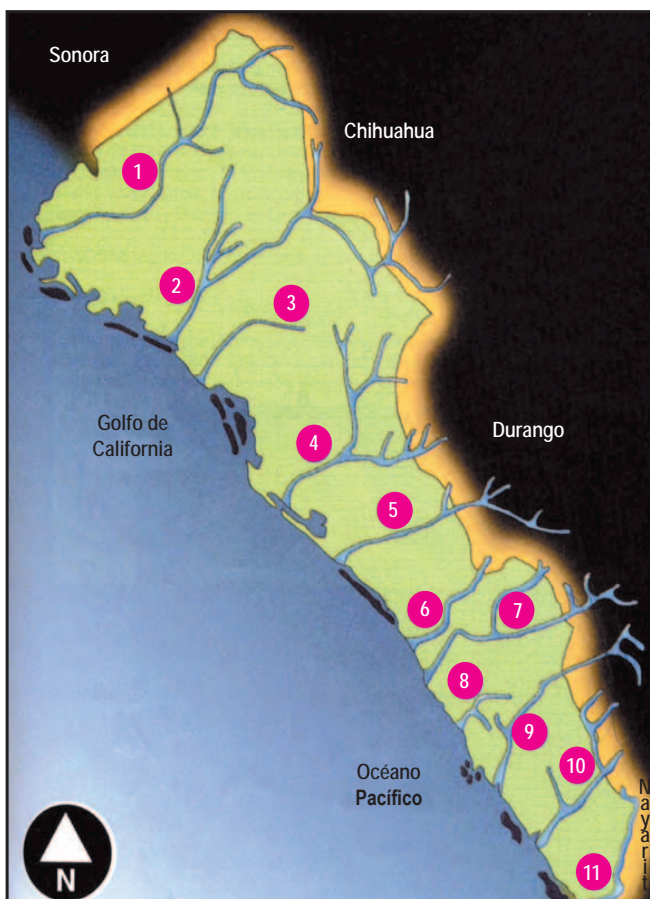 Sonora
Chihuahua
1
2
3
Golfo de
California
Durango
4
5
6
7
8
9
Océano
Pacífico
10
Nayarit
11
N